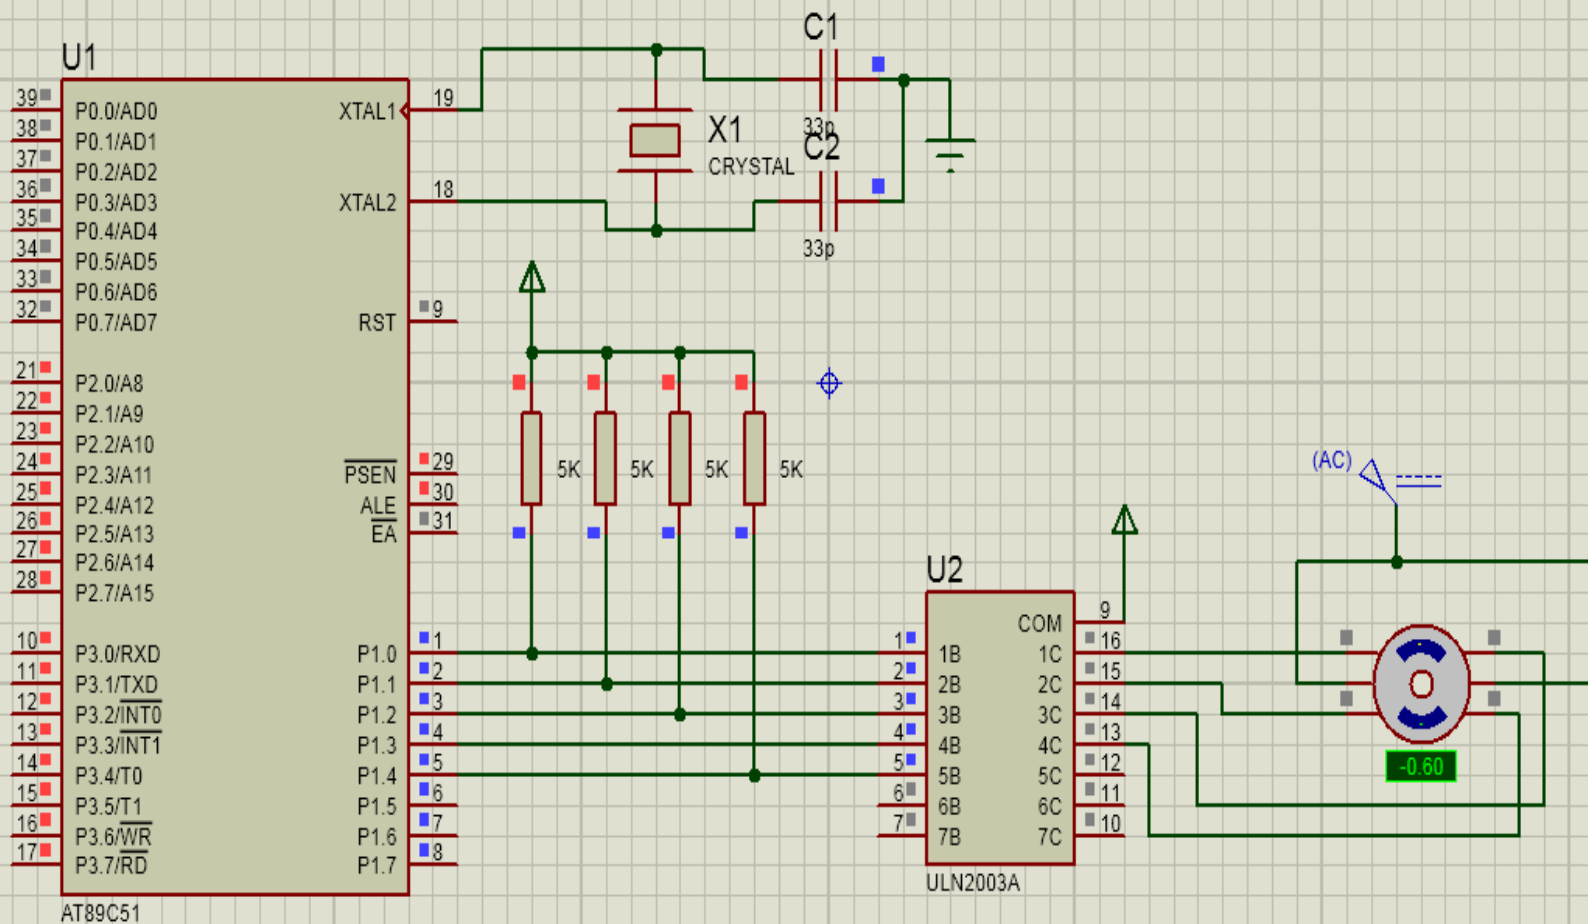 U1
39
P0.0/AD0
38
P0.1/AD1
37
P0.2/AD2
36
P0.3/AD3
35
P0.4/AD4
34
P0.5/AD5
33
P0.6/AD6
32
P0.7/AD7
21
P2.0/A8
22
P2.1/A9
23
P2.2/A10
24
P2.3/A11
25
P2.4/A12
26
P2.5/A13
27
P2.6/A14
28
P2.7/A15
10
P3.0/RXD
11
P3.1/TXD
12
P3.2/INT0
13
P3.3/INT1
14
P3.4/T0
15
P3.5/T1
16
P3.6/WR
17
P3.7/RD
XTAL1
19
XTAL2
18
RST
9
PSEN
29
ALE
30
EA
31
P1.0
1
P1.1
2
P1.2
3
P1.3
4
P1.4
5
P1.5
6
P1.6
7
P1.7
8
AT89C51
X1
CRYSTAL
C1
33p
C2
33p
5K
5K
5K
5K
U2
1
1B
2
2B
3
3B
4
4B
5
5B
6
6B
7
7B
COM
9
1C
16
2C
15
3C
14
4C
13
5C
12
6C
11
7C
10
ULN2003A
(AC)
-0.60